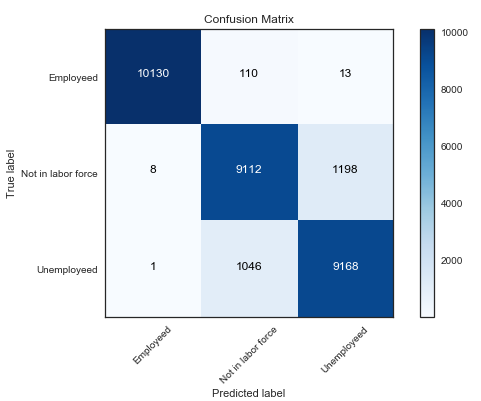 Confusion Matrix
Employeed 10130 110 13
Not in labor force 8 9112 1198
Unemployeed 1 1046 9168
True label
Employeed Not in labor force Unemployeed
Predicted label
10000
8000
6000
4000
2000